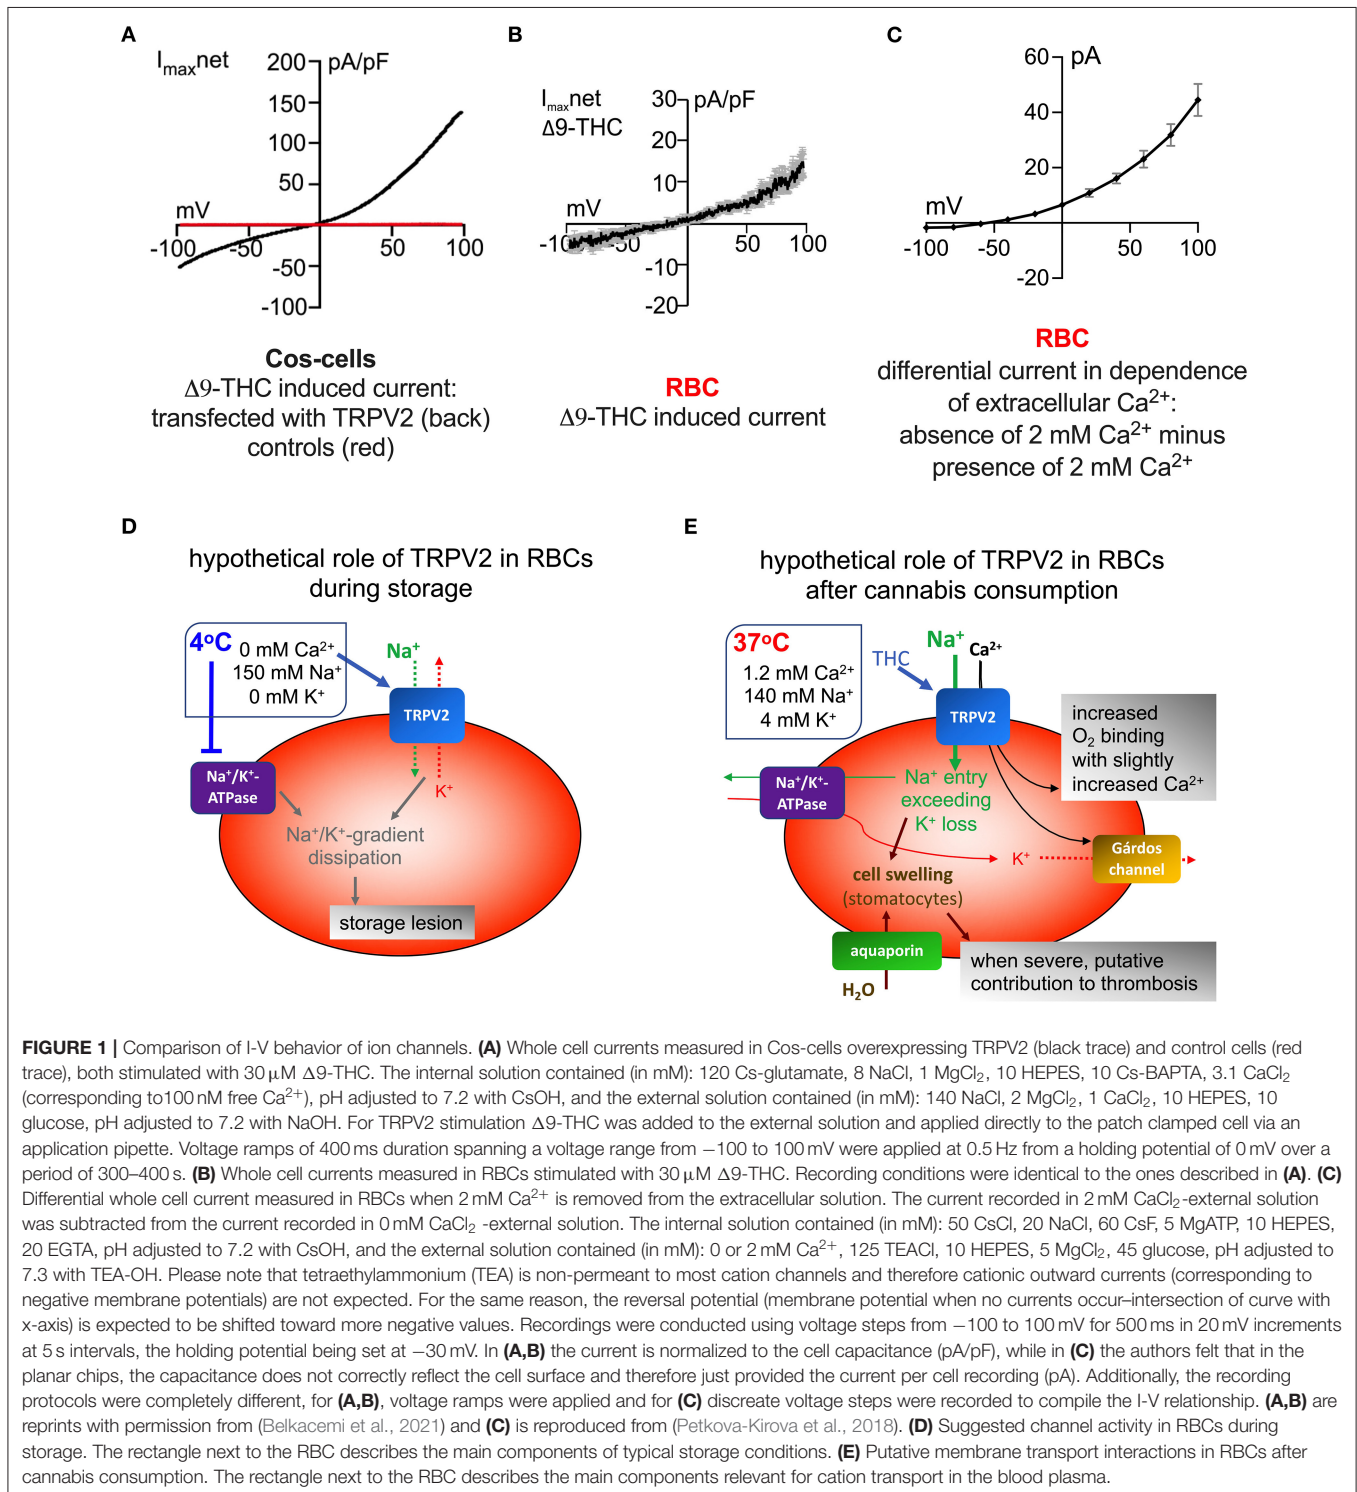 A
I_max net
200
pA/pF
150
100
50
mV
-100
-50
50
100
-50
-100
Cos-cells
Δ9-THC induced current:
transfected with TRPV2 (back)
controls (red)
B
I_max net
Δ9-THC
30
pA/pF
20
10
mV
-100
-50
50
100
-10
-20
RBC
Δ9-THC induced current
C
60
pA
40
20
mV
-100
-50
50
100
-20
RBC
differential current in dependence
of extracellular Ca²⁺:
absence of 2 mM Ca²⁺ minus
presence of 2 mM Ca²⁺
D
hypothetical role of TRPV2 in RBCs
during storage
4°C
0 mM Ca²⁺
150 mM Na⁺
0 mM K⁺
Na⁺
TRPV2
Na⁺/K⁺-
ATPase
K⁺
Na⁺/K⁺-gradient
dissipation
storage lesion
E
hypothetical role of TRPV2 in RBCs
after cannabis consumption
37°C
1.2 mM Ca²⁺
140 mM Na⁺
4 mM K⁺
THC
Na⁺
Ca²⁺
TRPV2
increased
O₂ binding
with slightly
increased Ca²⁺
Na⁺/K⁺-
ATPase
Na⁺ entry
exceeding
K⁺ loss
K⁺
Gárdos
channel
cell swelling
(stomatocytes)
aquaporin
H₂O
when severe, putative
contribution to thrombosis
FIGURE 1 | Comparison of I-V behavior of ion channels. (A) Whole cell currents measured in Cos-cells overexpressing TRPV2 (black trace) and control cells (red
trace), both stimulated with 30 μM Δ9-THC. The internal solution contained (in mM): 120 Cs-glutamate, 8 NaCl, 1 MgCl₂, 10 HEPES, 10 Cs-BAPTA, 3.1 CaCl₂
(corresponding to100 nM free Ca²⁺), pH adjusted to 7.2 with CsOH, and the external solution contained (in mM): 140 NaCl, 2 MgCl₂, 1 CaCl₂, 10 HEPES, 10
glucose, pH adjusted to 7.2 with NaOH. For TRPV2 stimulation Δ9-THC was added to the external solution and applied directly to the patch clamped cell via an
application pipette. Voltage ramps of 400 ms duration spanning a voltage range from −100 to 100 mV were applied at 0.5 Hz from a holding potential of 0 mV over a
period of 300–400 s. (B) Whole cell currents measured in RBCs stimulated with 30 μM Δ9-THC. Recording conditions were identical to the ones described in (A). (C)
Differential whole cell current measured in RBCs when 2 mM Ca²⁺ is removed from the extracellular solution. The current recorded in 2 mM CaCl₂-external solution
was subtracted from the current recorded in 0 mM CaCl₂ -external solution. The internal solution contained (in mM): 50 CsCl, 20 NaCl, 60 CsF, 5 MgATP, 10 HEPES,
20 EGTA, pH adjusted to 7.2 with CsOH, and the external solution contained (in mM): 0 or 2 mM Ca²⁺, 125 TEACl, 10 HEPES, 5 MgCl₂, 45 glucose, pH adjusted to
7.3 with TEA-OH. Please note that tetraethylammonium (TEA) is non-permeant to most cation channels and therefore cationic outward currents (corresponding to
negative membrane potentials) are not expected. For the same reason, the reversal potential (membrane potential when no currents occur–intersection of curve with
x-axis) is expected to be shifted toward more negative values. Recordings were conducted using voltage steps from −100 to 100 mV for 500 ms in 20 mV increments
at 5 s intervals, the holding potential being set at −30 mV. In (A,B) the current is normalized to the cell capacitance (pA/pF), while in (C) the authors felt that in the
planar chips, the capacitance does not correctly reflect the cell surface and therefore just provided the current per cell recording (pA). Additionally, the recording
protocols were completely different, for (A,B), voltage ramps were applied and for (C) discreate voltage steps were recorded to compile the I-V relationship. (A,B) are
reprints with permission from (Belkacemi et al., 2021) and (C) is reproduced from (Petkova-Kirova et al., 2018). (D) Suggested channel activity in RBCs during
storage. The rectangle next to the RBC describes the main components of typical storage conditions. (E) Putative membrane transport interactions in RBCs after
cannabis consumption. The rectangle next to the RBC describes the main components relevant for cation transport in the blood plasma.